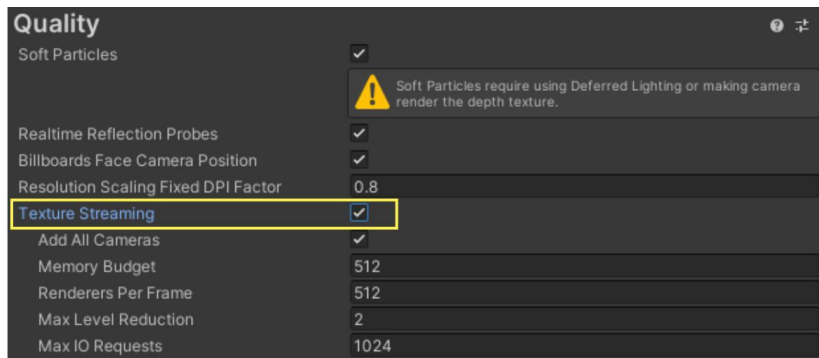 Quality
Soft Particles
Soft Particles require using Deferred Lighting or making camera
render the depth texture.
Realtime Reflection Probes
Billboards Face Camera Position
Resolution Scaling Fixed DPI Factor 0.8
Texture Streaming
Add All Cameras
Memory Budget 512
Renderers Per Frame 512
Max Level Reduction 2
Max IO Requests 1024